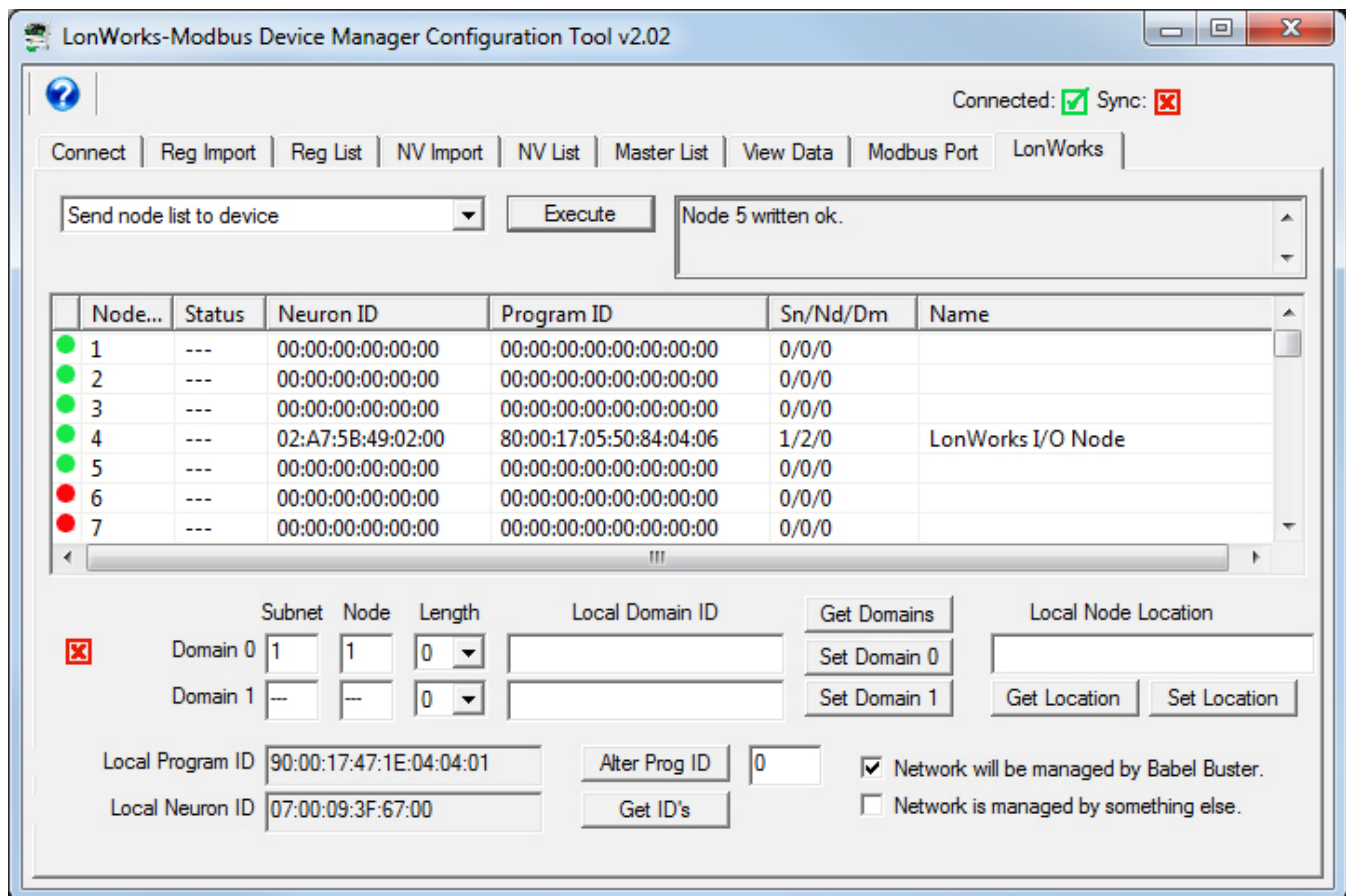 LonWorks-Modbus Device Manager Configuration Tool v2.02
Connected: Sync:
Connect Reg Import Reg List NV Import NV List Master List View Data Modbus Port LonWorks
Send node list to device Execute Node 5 written ok.
Node... Status Neuron ID Program ID Sn/Nd/Dm Name
1 --- 00:00:00:00:00:00 00:00:00:00:00:00:00:00 0/0/0
2 --- 00:00:00:00:00:00 00:00:00:00:00:00:00:00 0/0/0
3 --- 00:00:00:00:00:00 00:00:00:00:00:00:00:00 0/0/0
4 --- 02:A7:5B:49:02:00 80:00:17:05:50:84:04:06 1/2/0 LonWorks I/O Node
5 --- 00:00:00:00:00:00 00:00:00:00:00:00:00:00 0/0/0
6 --- 00:00:00:00:00:00 00:00:00:00:00:00:00:00 0/0/0
7 --- 00:00:00:00:00:00 00:00:00:00:00:00:00:00 0/0/0
Subnet Node Length Local Domain ID Get Domains Local Node Location
Domain 0 1 1 0 Set Domain 0
Domain 1 --- --- 0 Set Domain 1 Get Location Set Location
Local Program ID 90:00:17:47:1E:04:04:01 Alter Prog ID 0 Network will be managed by Babel Buster.
Local Neuron ID 07:00:09:3F:67:00 Get ID's Network is managed by something else.